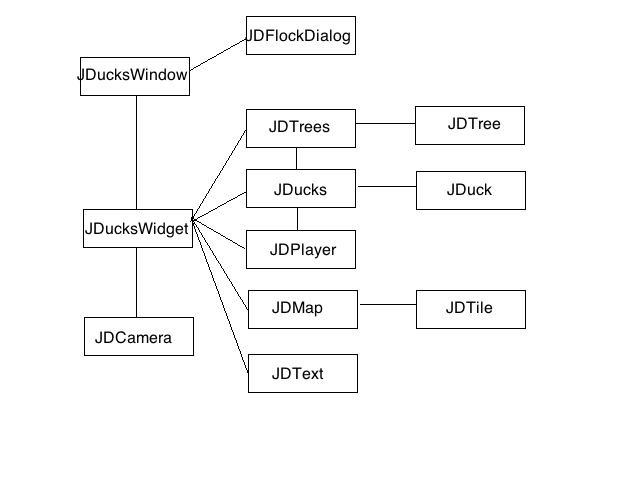 JDFlockDialog
JDucksWindow
JDTrees
JDTree
JDucks
JDuck
JDucksWidget
JDPlayer
JDMap
JDTile
JDCamera
JDText